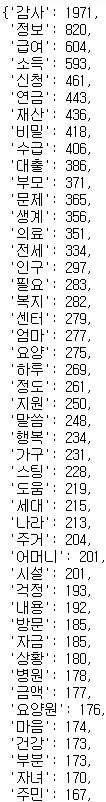 {'감사': 1971,
'정보': 820,
'급여': 604,
'소득': 593,
'신청': 461,
'연금': 443,
'재산': 436,
'비밀': 418,
'수급': 406,
'대출': 386,
'부모': 371,
'문제': 365,
'생계': 356,
'의료': 351,
'전세': 334,
'인구': 297,
'필요': 283,
'복지': 282,
'센터': 279,
'엄마': 277,
'요양': 275,
'하루': 269,
'정도': 261,
'지원': 250,
'말씀': 248,
'행복': 234,
'가구': 231,
'스팅': 228,
'도움': 219,
'세대': 215,
'나라': 213,
'주거': 204,
'어머니': 201,
'시설': 201,
'걱정': 193,
'내용': 192,
'방문': 185,
'자금': 185,
'상황': 180,
'병원': 178,
'금액': 177,
'요양원': 176,
'마음': 174,
'건강': 173,
'부분': 173,
'자녀': 170,
'주민': 167,